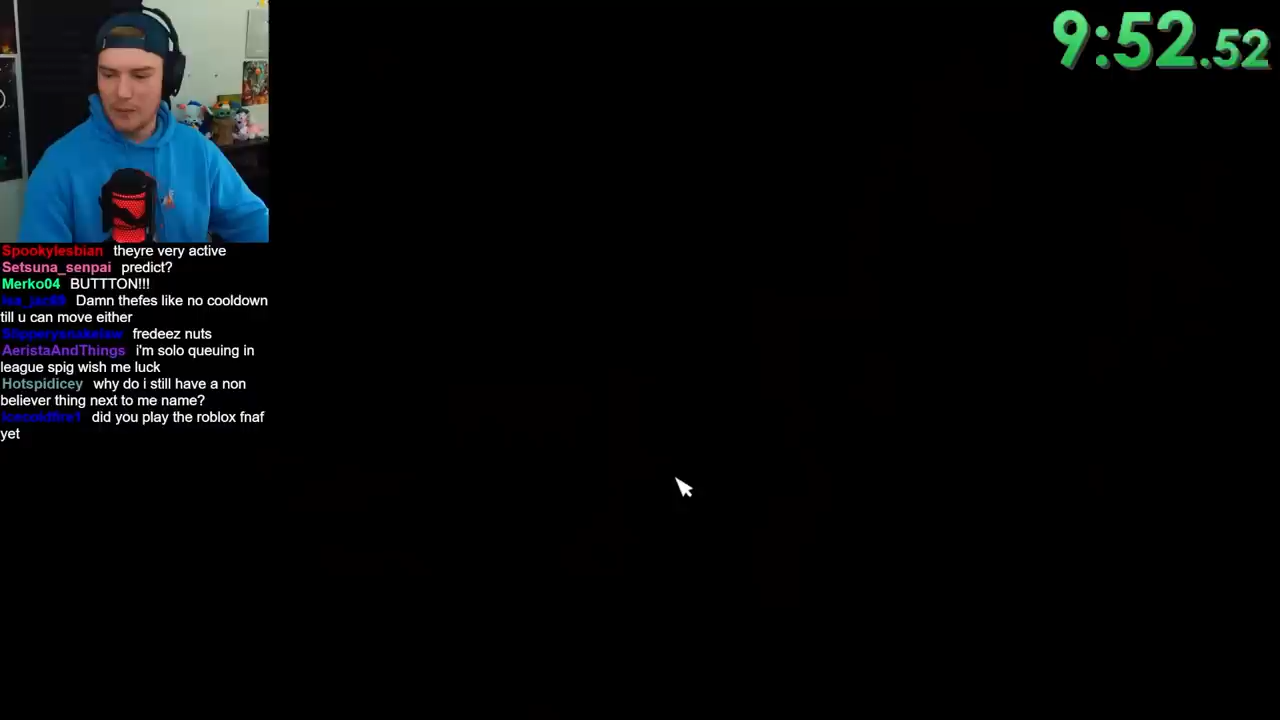 9:52.52
Spookylesbian theyre very active
Setsuna_senpai predict?
Merko04 BUTTTON!!!
Damn thefes like no cooldown
till u can move either
Slipperysnakelaw fredeez nuts
AeristaAndThings i'm solo queuing in
league spig wish me luck
Hotspidicey why do i still have a non
believer thing next to me name?
Icecoldfire1 did you play the roblox fnaf
yet